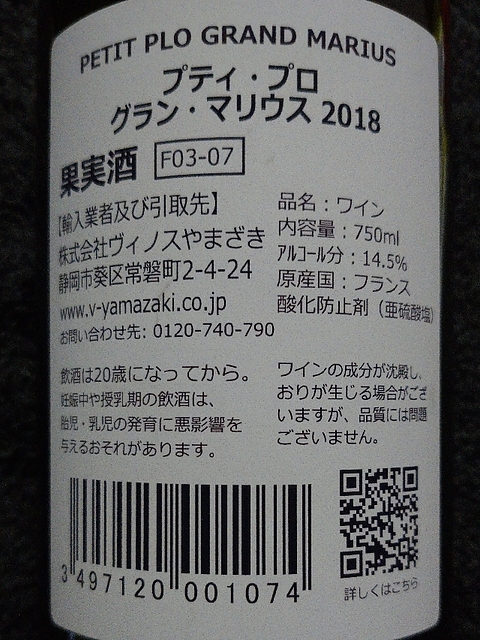 PETIT PLO GRAND MARIUS
プティ・プロ
グラン・マリウス 2018
果実酒 F03-07
【輸入業者及び引取先】
株式会社ヴィノスやまざき
静岡市葵区常磐町2-4-24
www.v-yamazaki.co.jp
お問い合わせ先: 0120-740-790
品名：ワイン
内容量：750ml
アルコール分：14.5%
原産国：フランス
酸化防止剤（亜硫酸塩）
飲酒は20歳になってから。
妊娠中や授乳期の飲酒は、
胎児・乳児の発育に悪影響を
与えるおそれがあります。
ワインの成分が沈殿し、
おりが生じる場合がござ
いますが、品質には問題
ございません。
3 497120 001074
詳しくはこちら